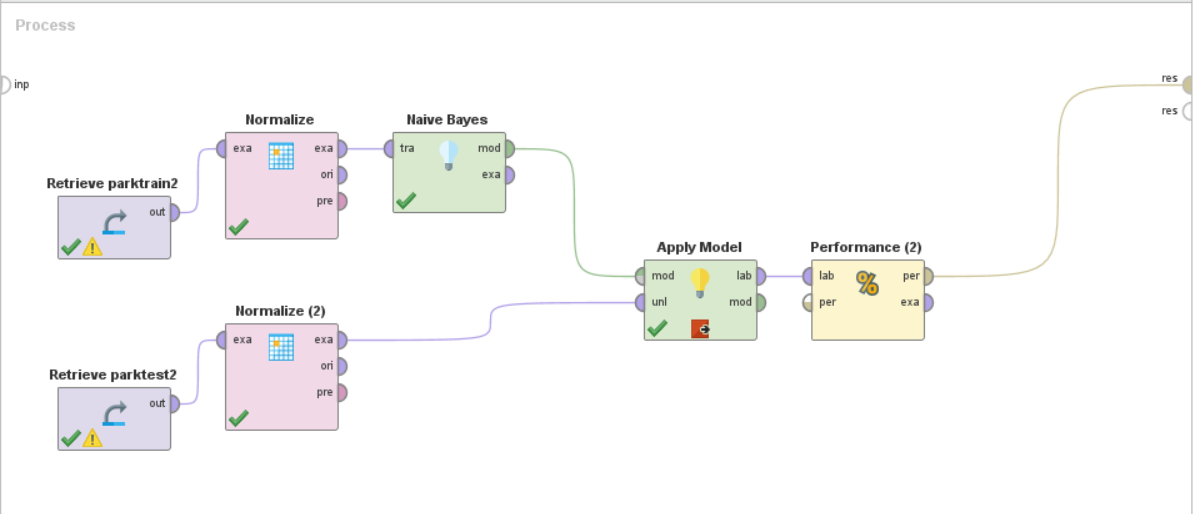 Process
inp
res
res
Normalize
exa
exa
ori
pre
Naive Bayes
tra
mod
exa
Retrieve parktrain2
out
Apply Model
mod
lab
unl
mod
Performance (2)
lab
per
per
exa
%
Normalize (2)
exa
exa
ori
pre
Retrieve parktest2
out